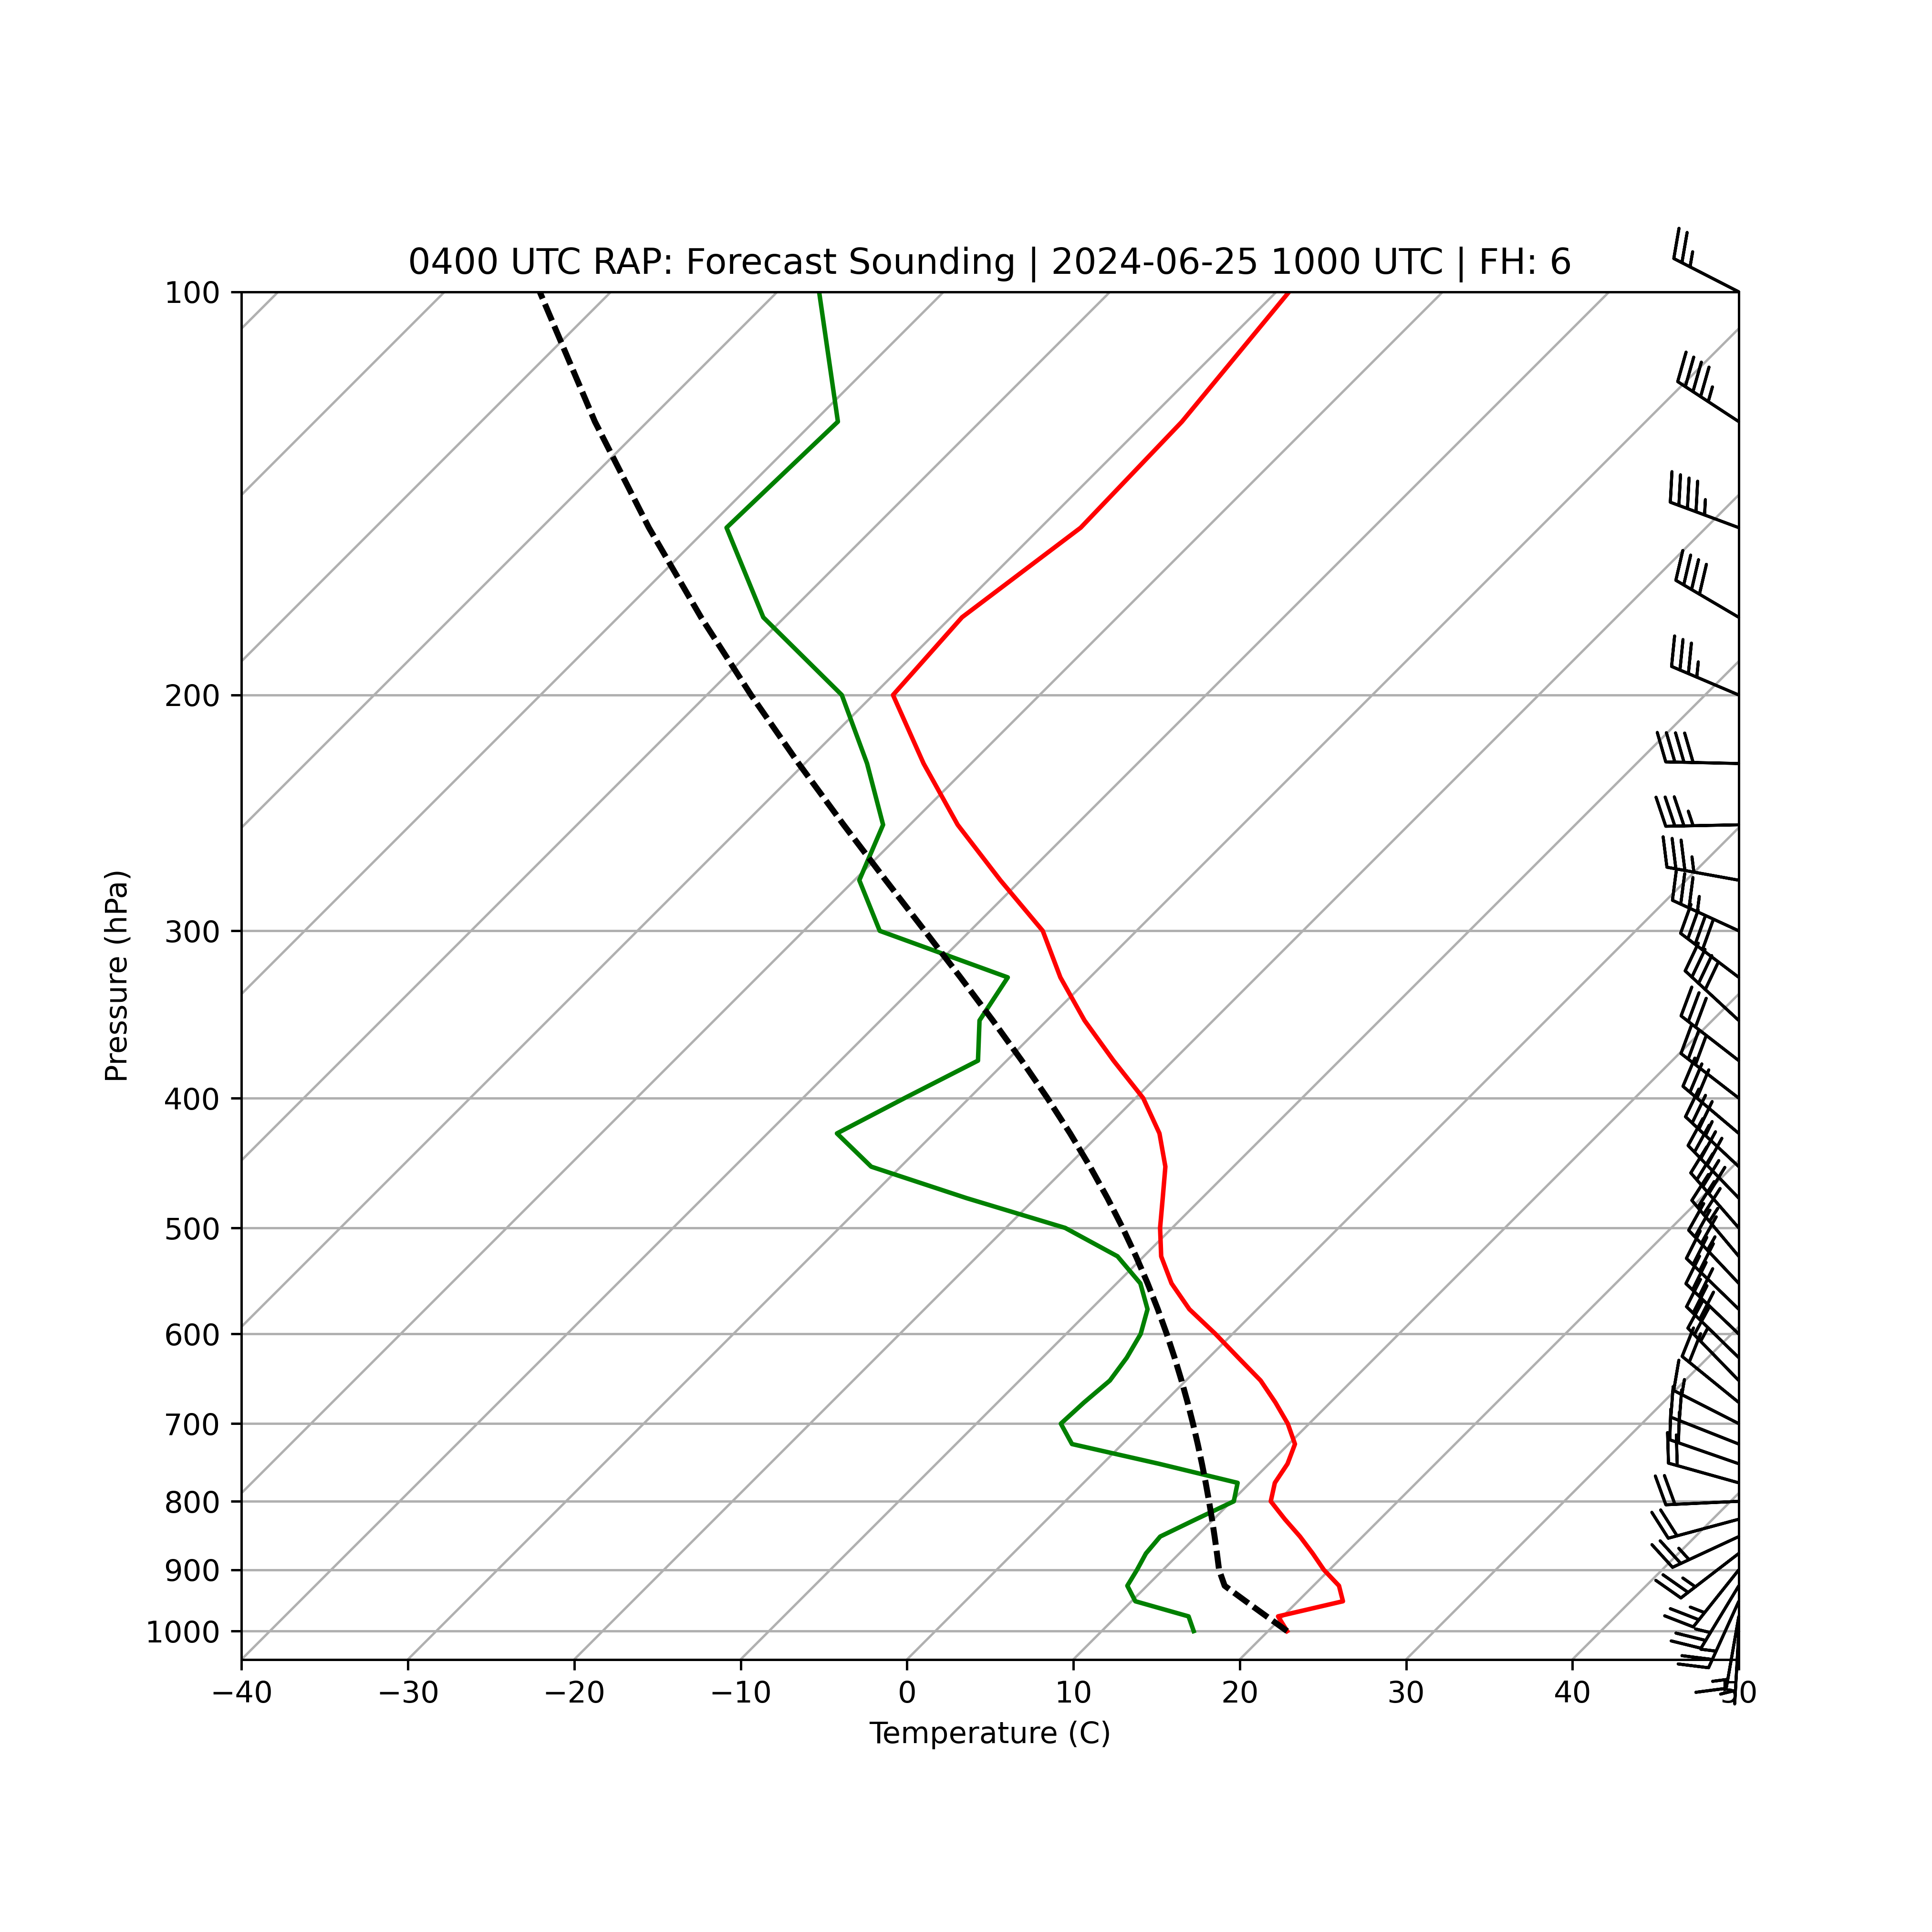 0400 UTC RAP: Forecast Sounding | 2024-06-25 1000 UTC | FH: 6
100
200
300
400
500
600
700
800
900
1000
Pressure (hPa)
−40 −30 −20 −10 0 10 20 30 40 50
Temperature (C)